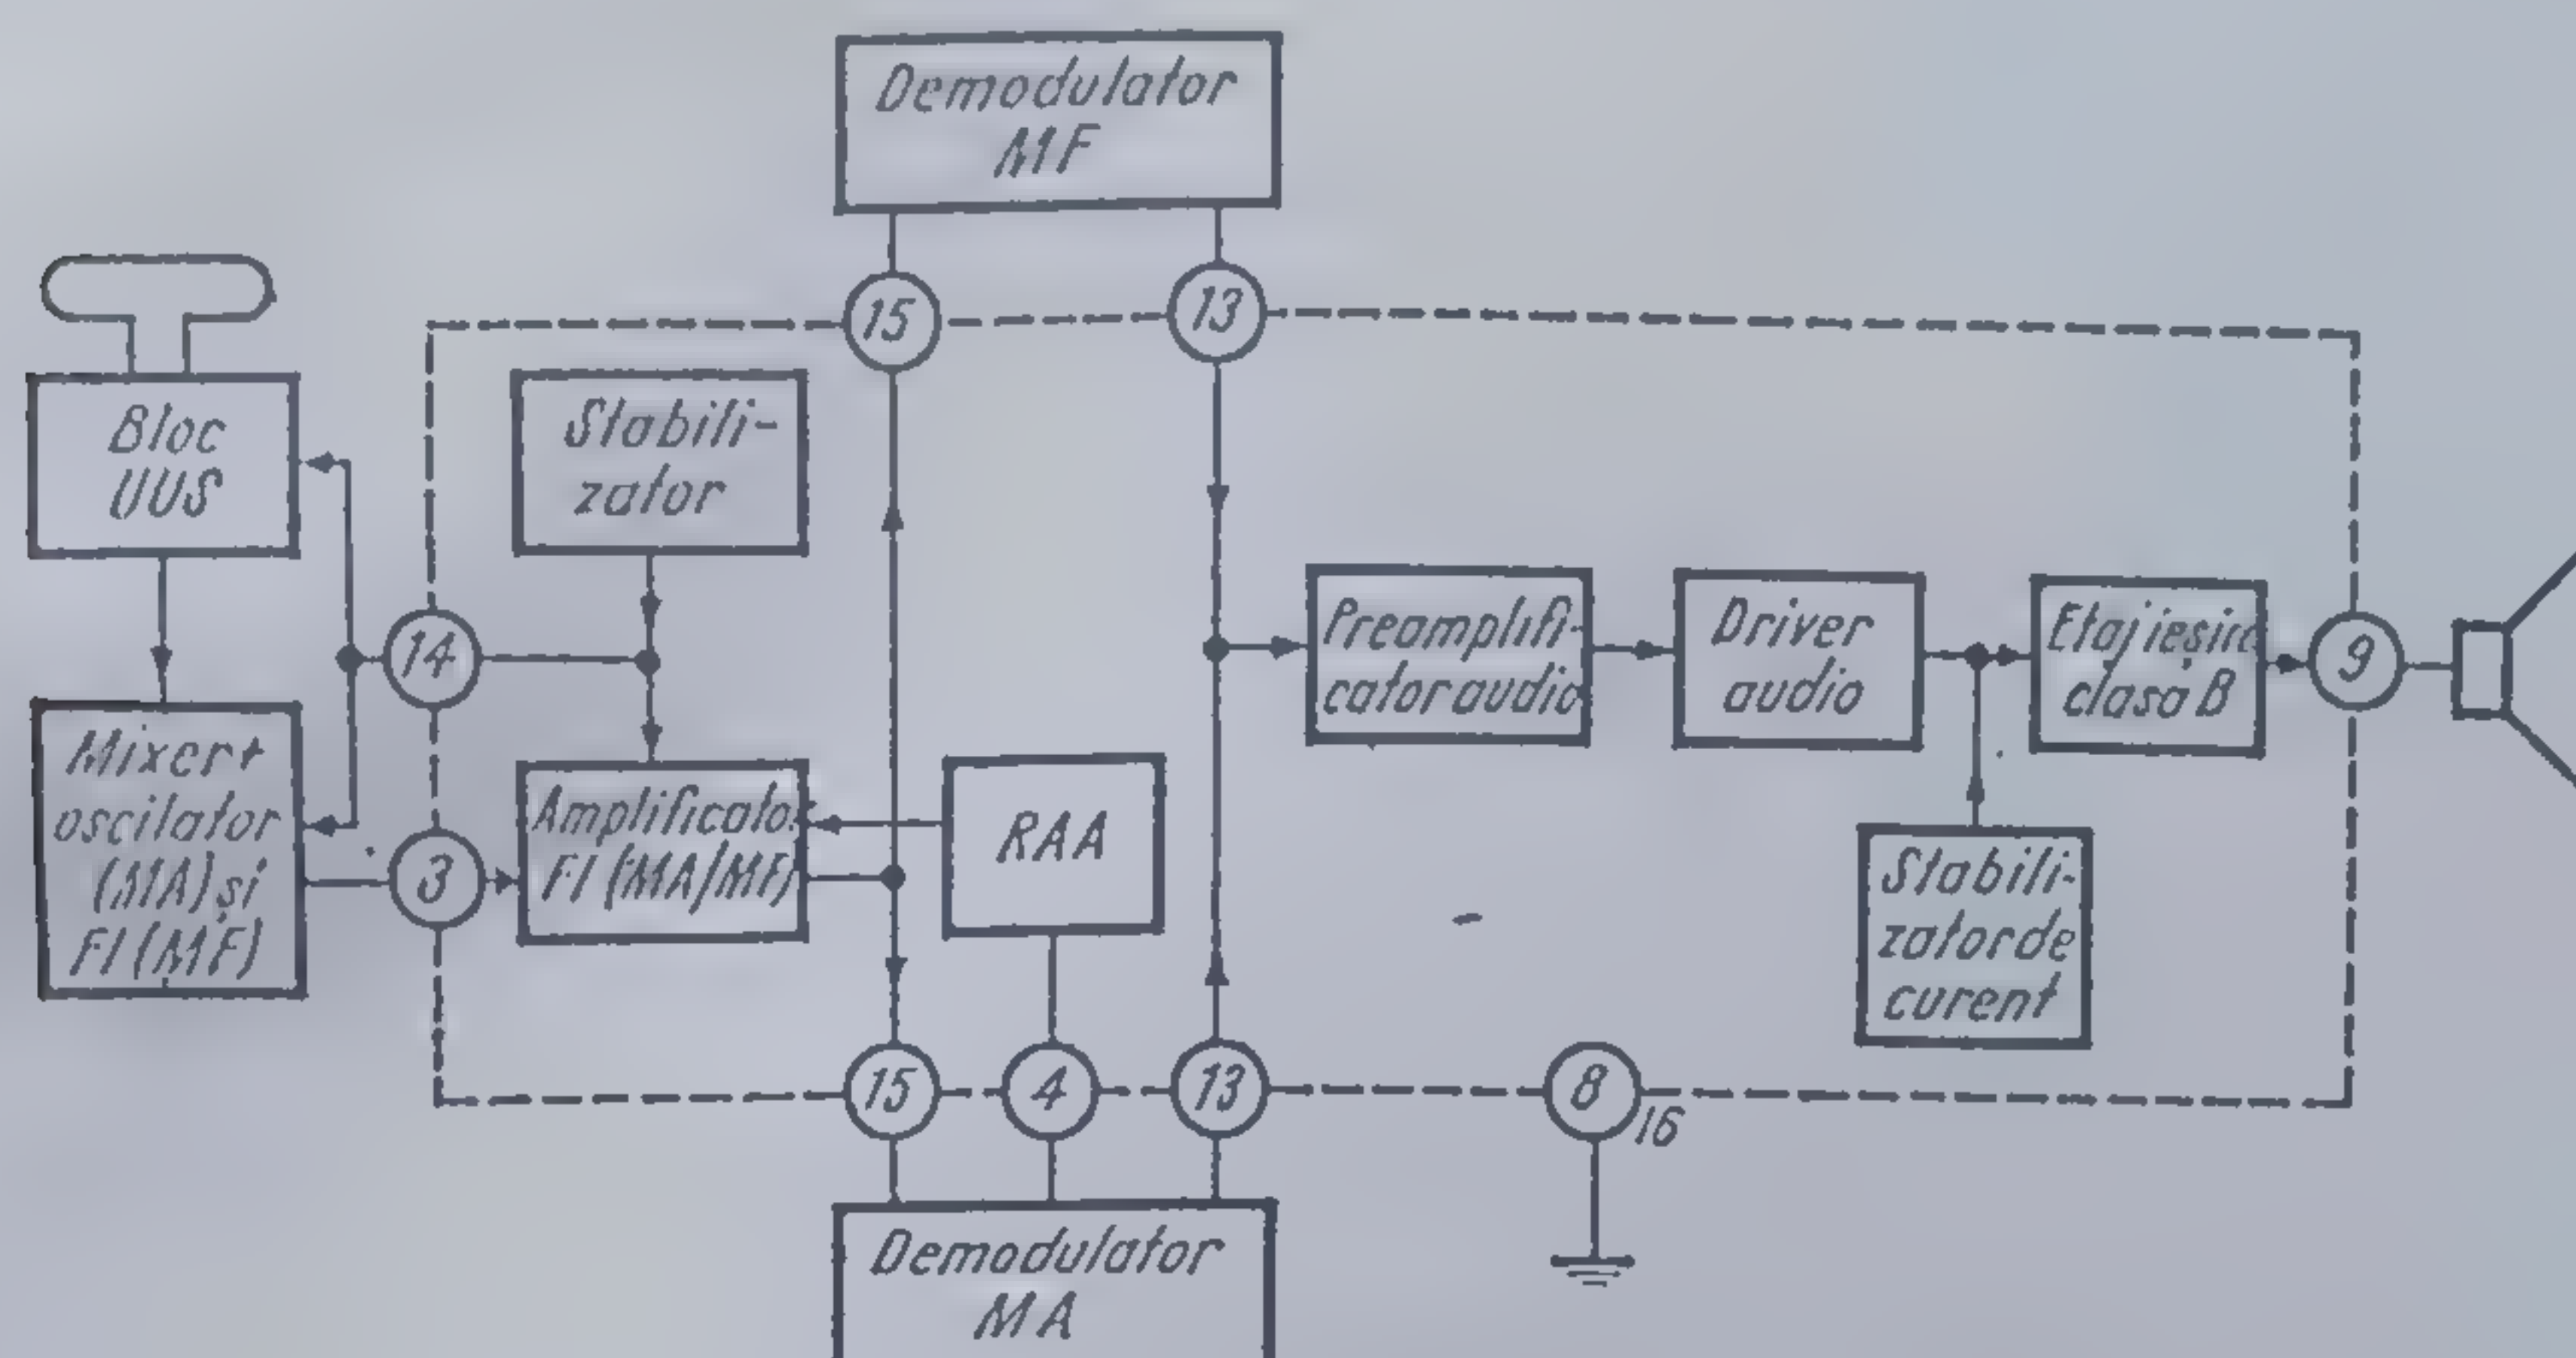 Demodulator
MF
15
13
Bloc
UUS
Stabili-
zator
14
Preamplifi-
cator audio
Driver
audio
Etaj ieșire
clasă B
9
Mixer+
oscilator
(MA) și
FI (MF)
3
Amplificator
FI (MA/MF)
RAA
Stabili-
zator de
curent
15
4
13
8
16
Demodulator
MA